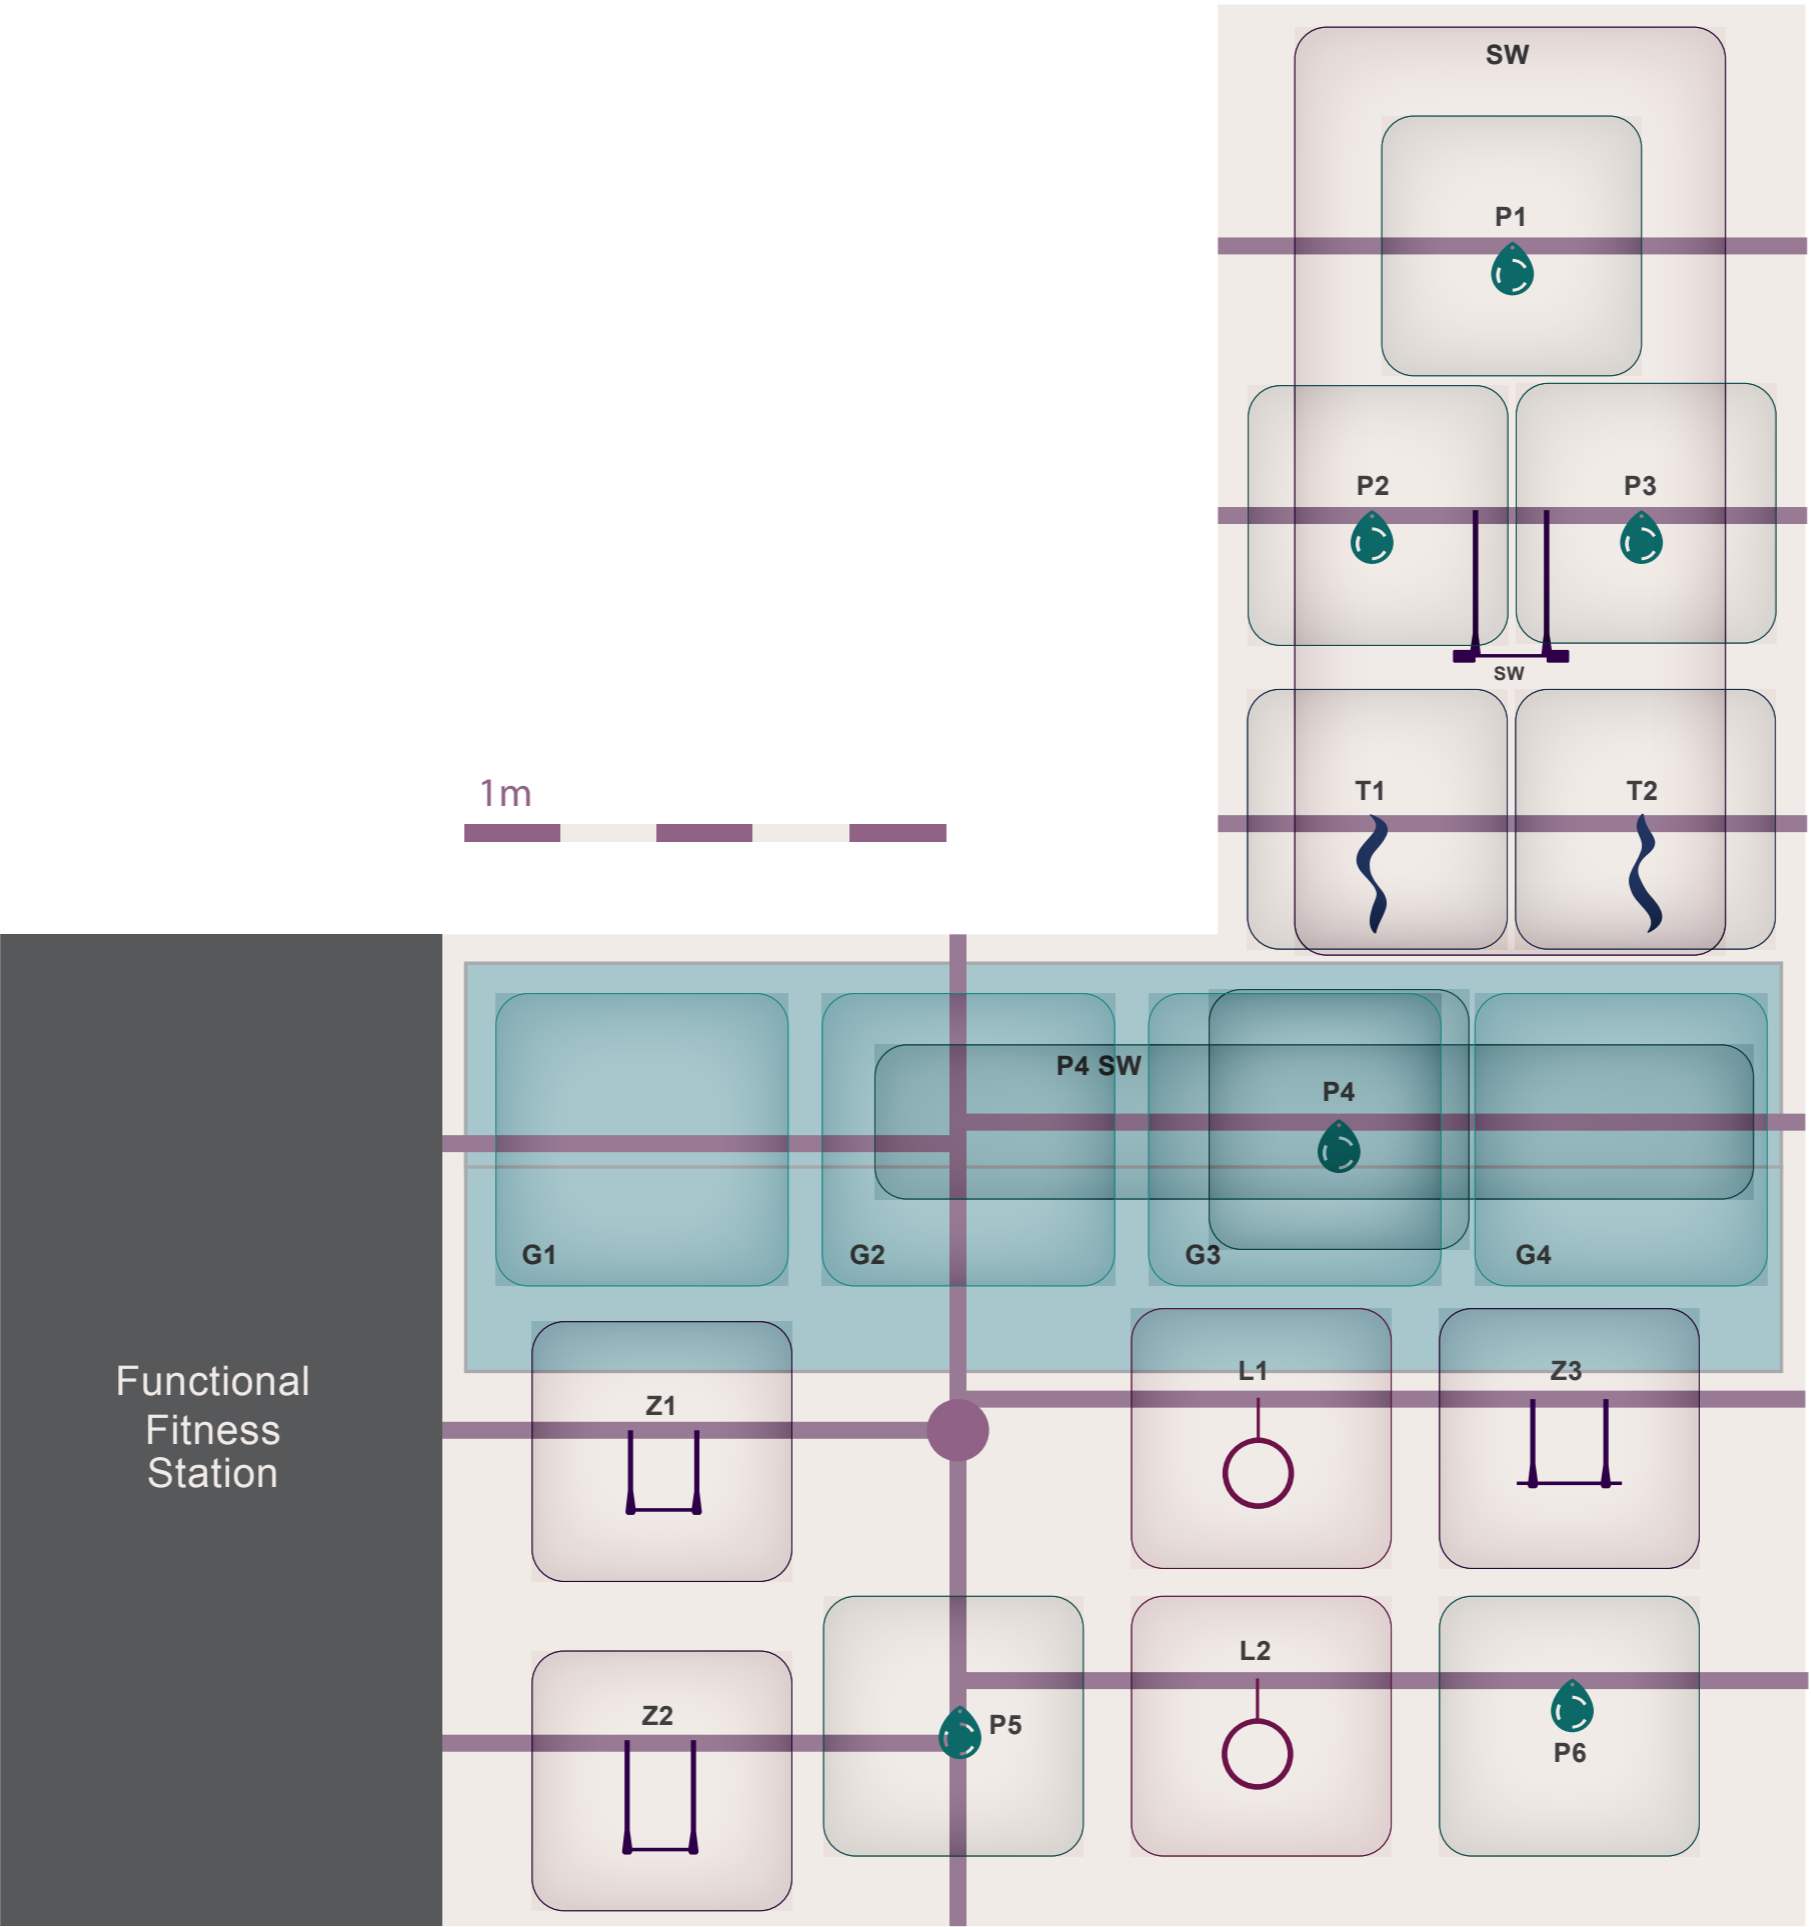 SW
P1
P2
P3
SW
T1
T2
1m
P4 SW
P4
G1
G2
G3
G4
Functional
Fitness
Station
Z1
L1
Z3
Z2
P5
L2
P6